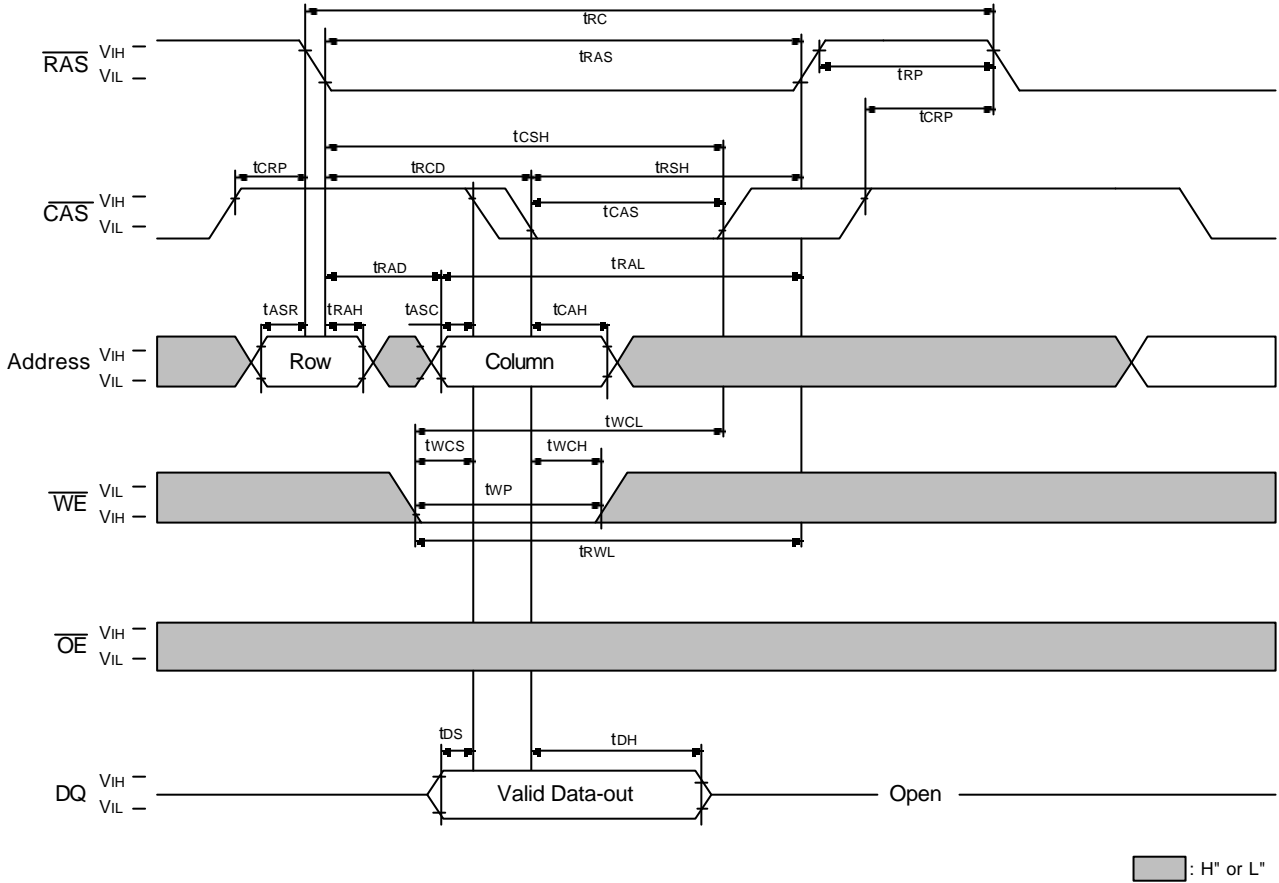 tRC
RAS
VIH
VIL
tRAS
tRP
tCRP
tCSH
tCRP
tRCD
tRSH
CAS
VIH
VIL
tCAS
tRAD
tRAL
tASR
tRAH
tASC
tCAH
Address
VIH
VIL
Row
Column
tWCL
tWCS
tWCH
WE
VIL
VIH
tWP
tRWL
OE
VIH
VIL
tDS
tDH
DQ
VIH
VIL
Valid Data-out
Open
: H" or L"